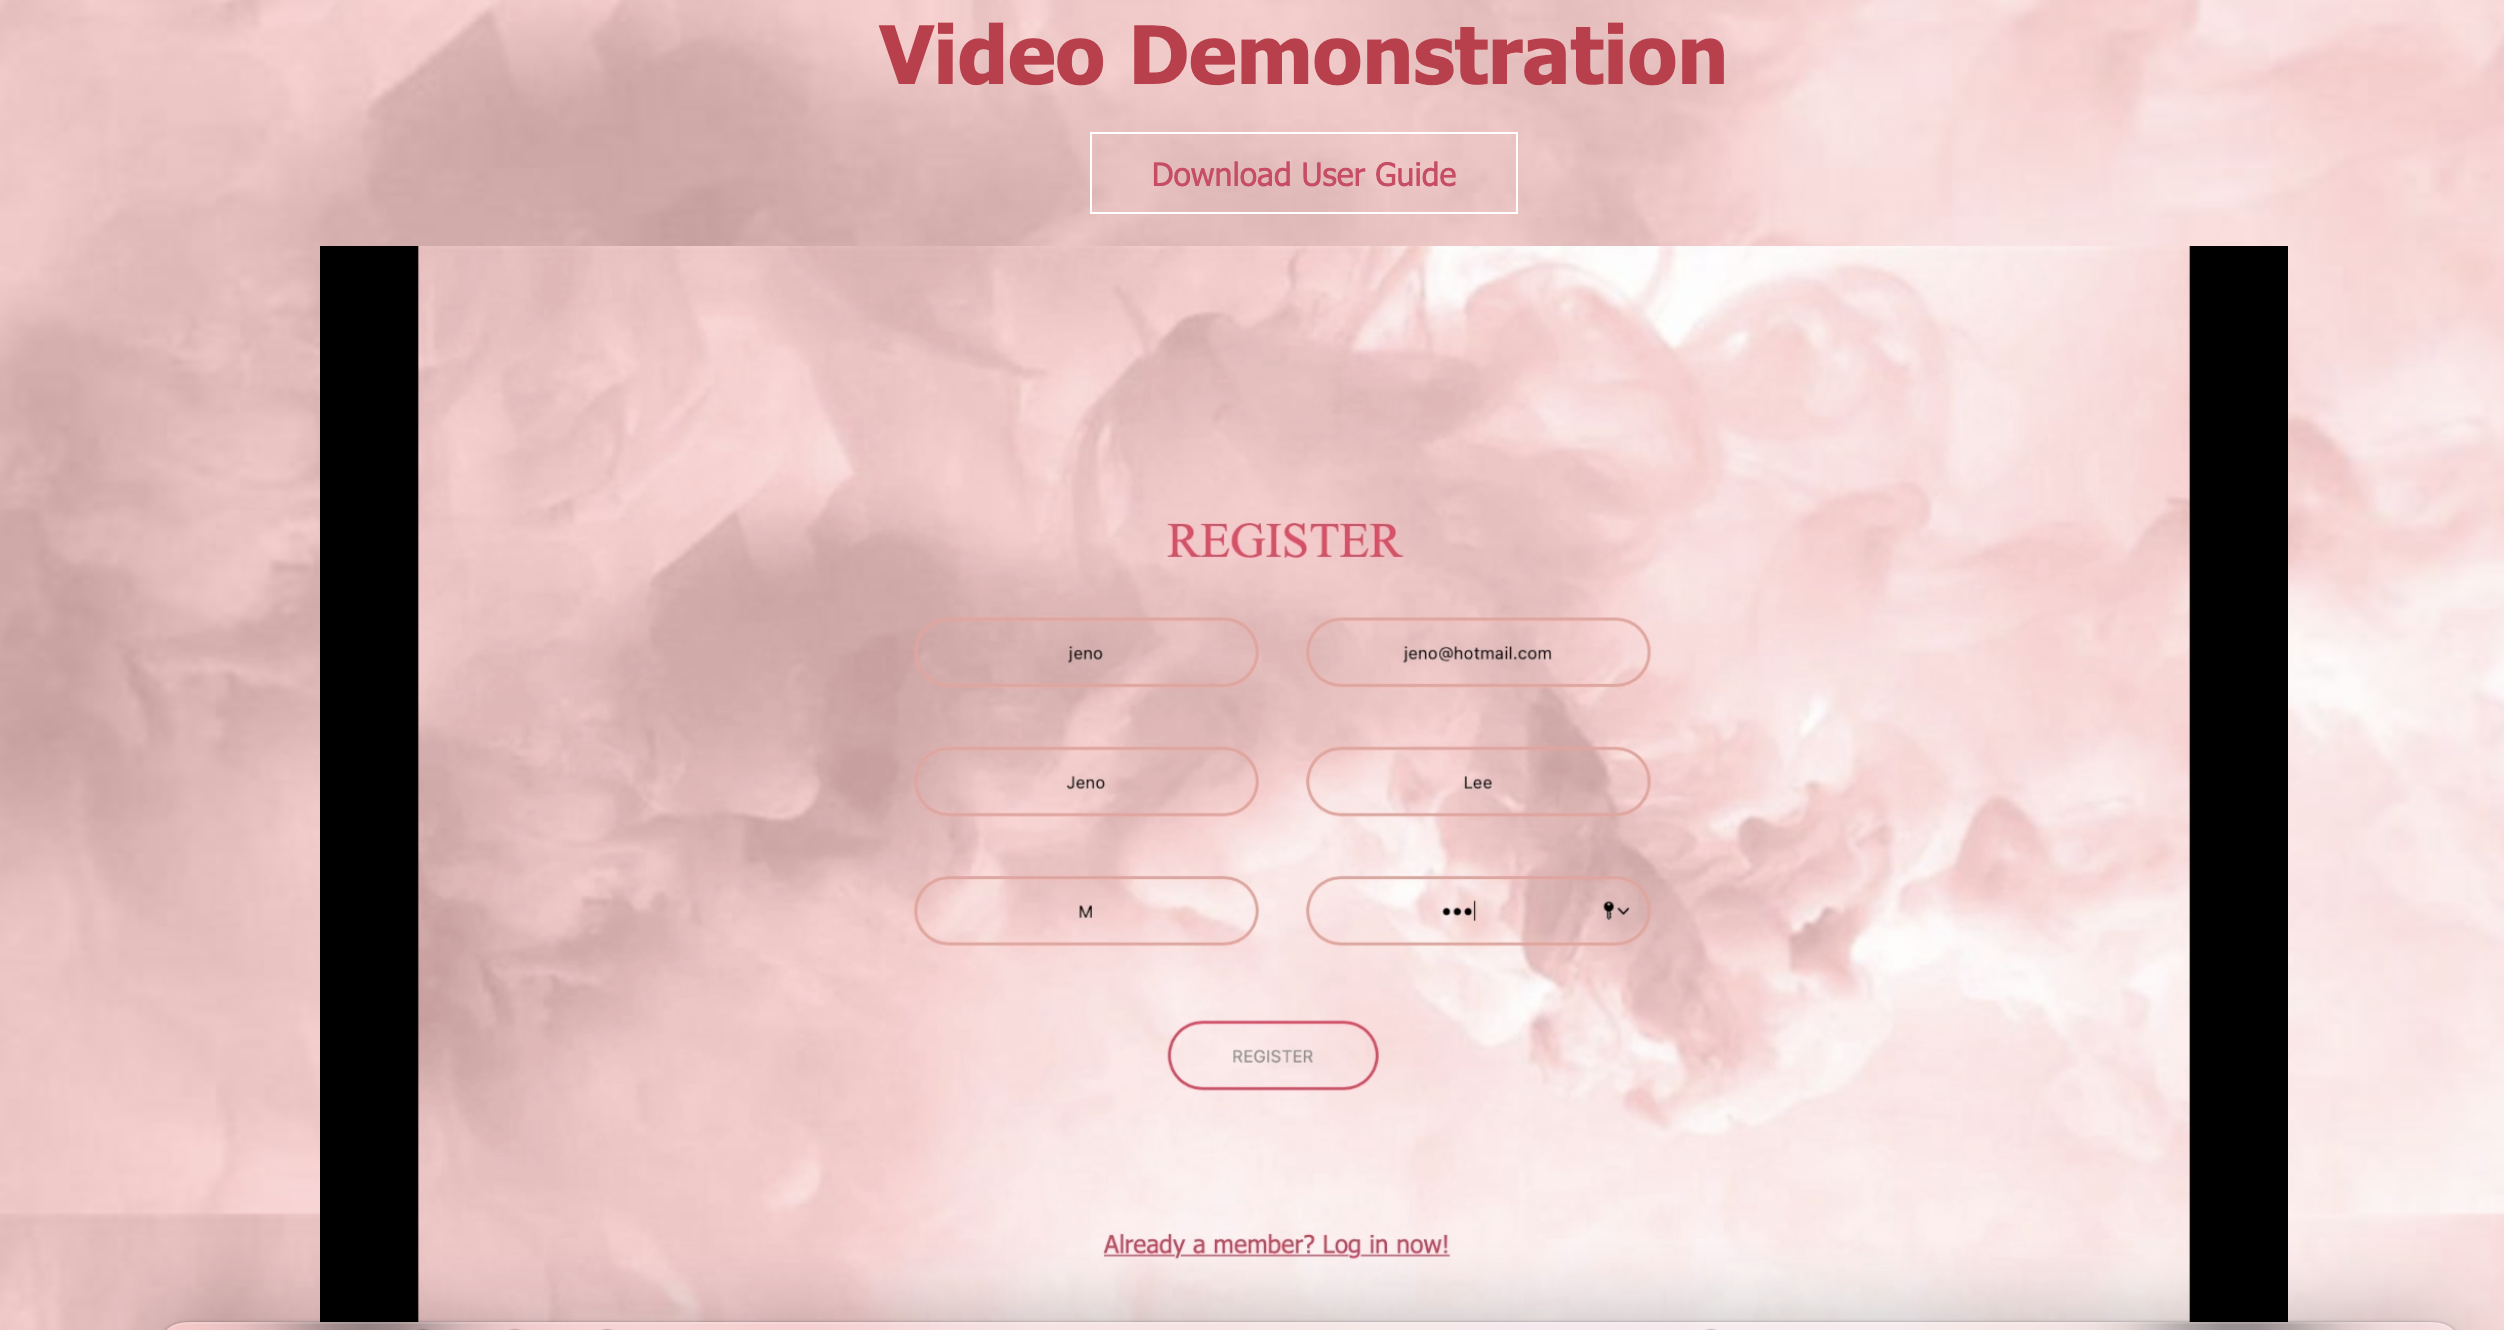 Video Demonstration
Download User Guide
REGISTER
jeno
jeno@hotmail.com
Jeno
Lee
M
•••
REGISTER
Already a member? Log in now!